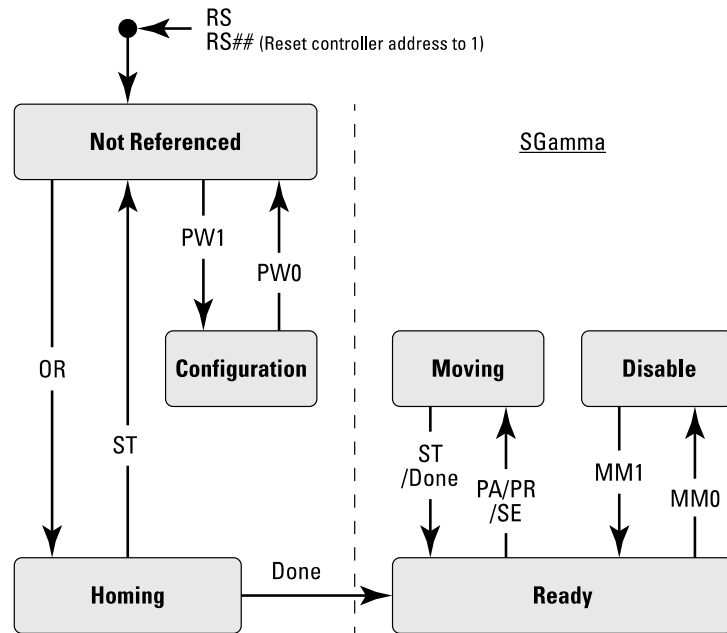 RS
RS## (Reset controller address to 1)
Not Referenced
SGamma
PW1
PW0
Configuration
Moving
Disable
OR
ST
ST
/Done
PA/PR
/SE
MM1
MM0
Done
Homing
Ready